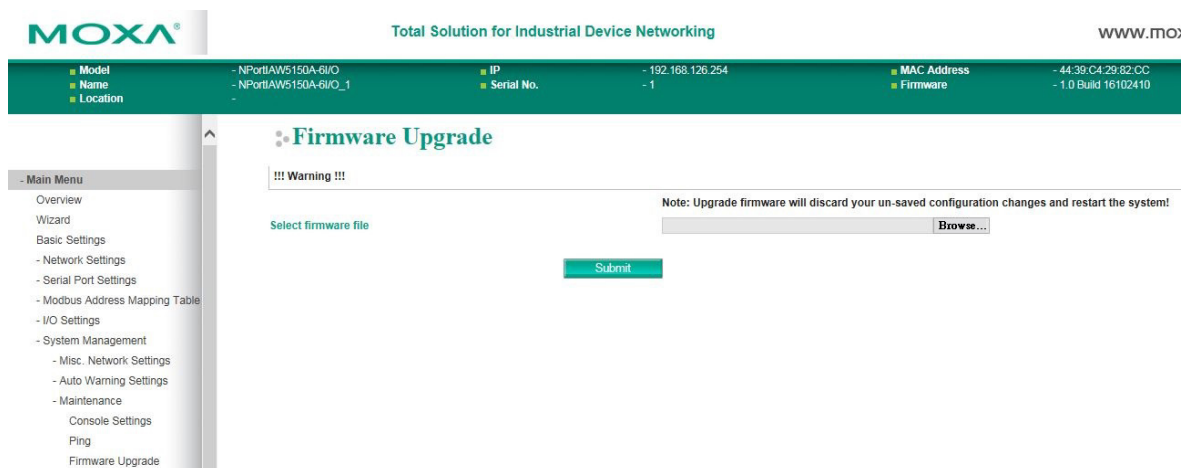 MOXA®
Total Solution for Industrial Device Networking
www.mox
Model - NPortIAW5150A-6I/O IP - 192.168.126.254 MAC Address - 44:39:C4:29:82:CC
Name - NPortIAW5150A-6I/O_1 Serial No. - 1 Firmware - 1.0 Build 16102410
Location -
Firmware Upgrade
!!! Warning !!!
Note: Upgrade firmware will discard your un-saved configuration changes and restart the system!
Select firmware file Browse...
Submit
- Main Menu
Overview
Wizard
Basic Settings
- Network Settings
- Serial Port Settings
- Modbus Address Mapping Table
- I/O Settings
- System Management
- Misc. Network Settings
- Auto Warning Settings
- Maintenance
Console Settings
Ping
Firmware Upgrade